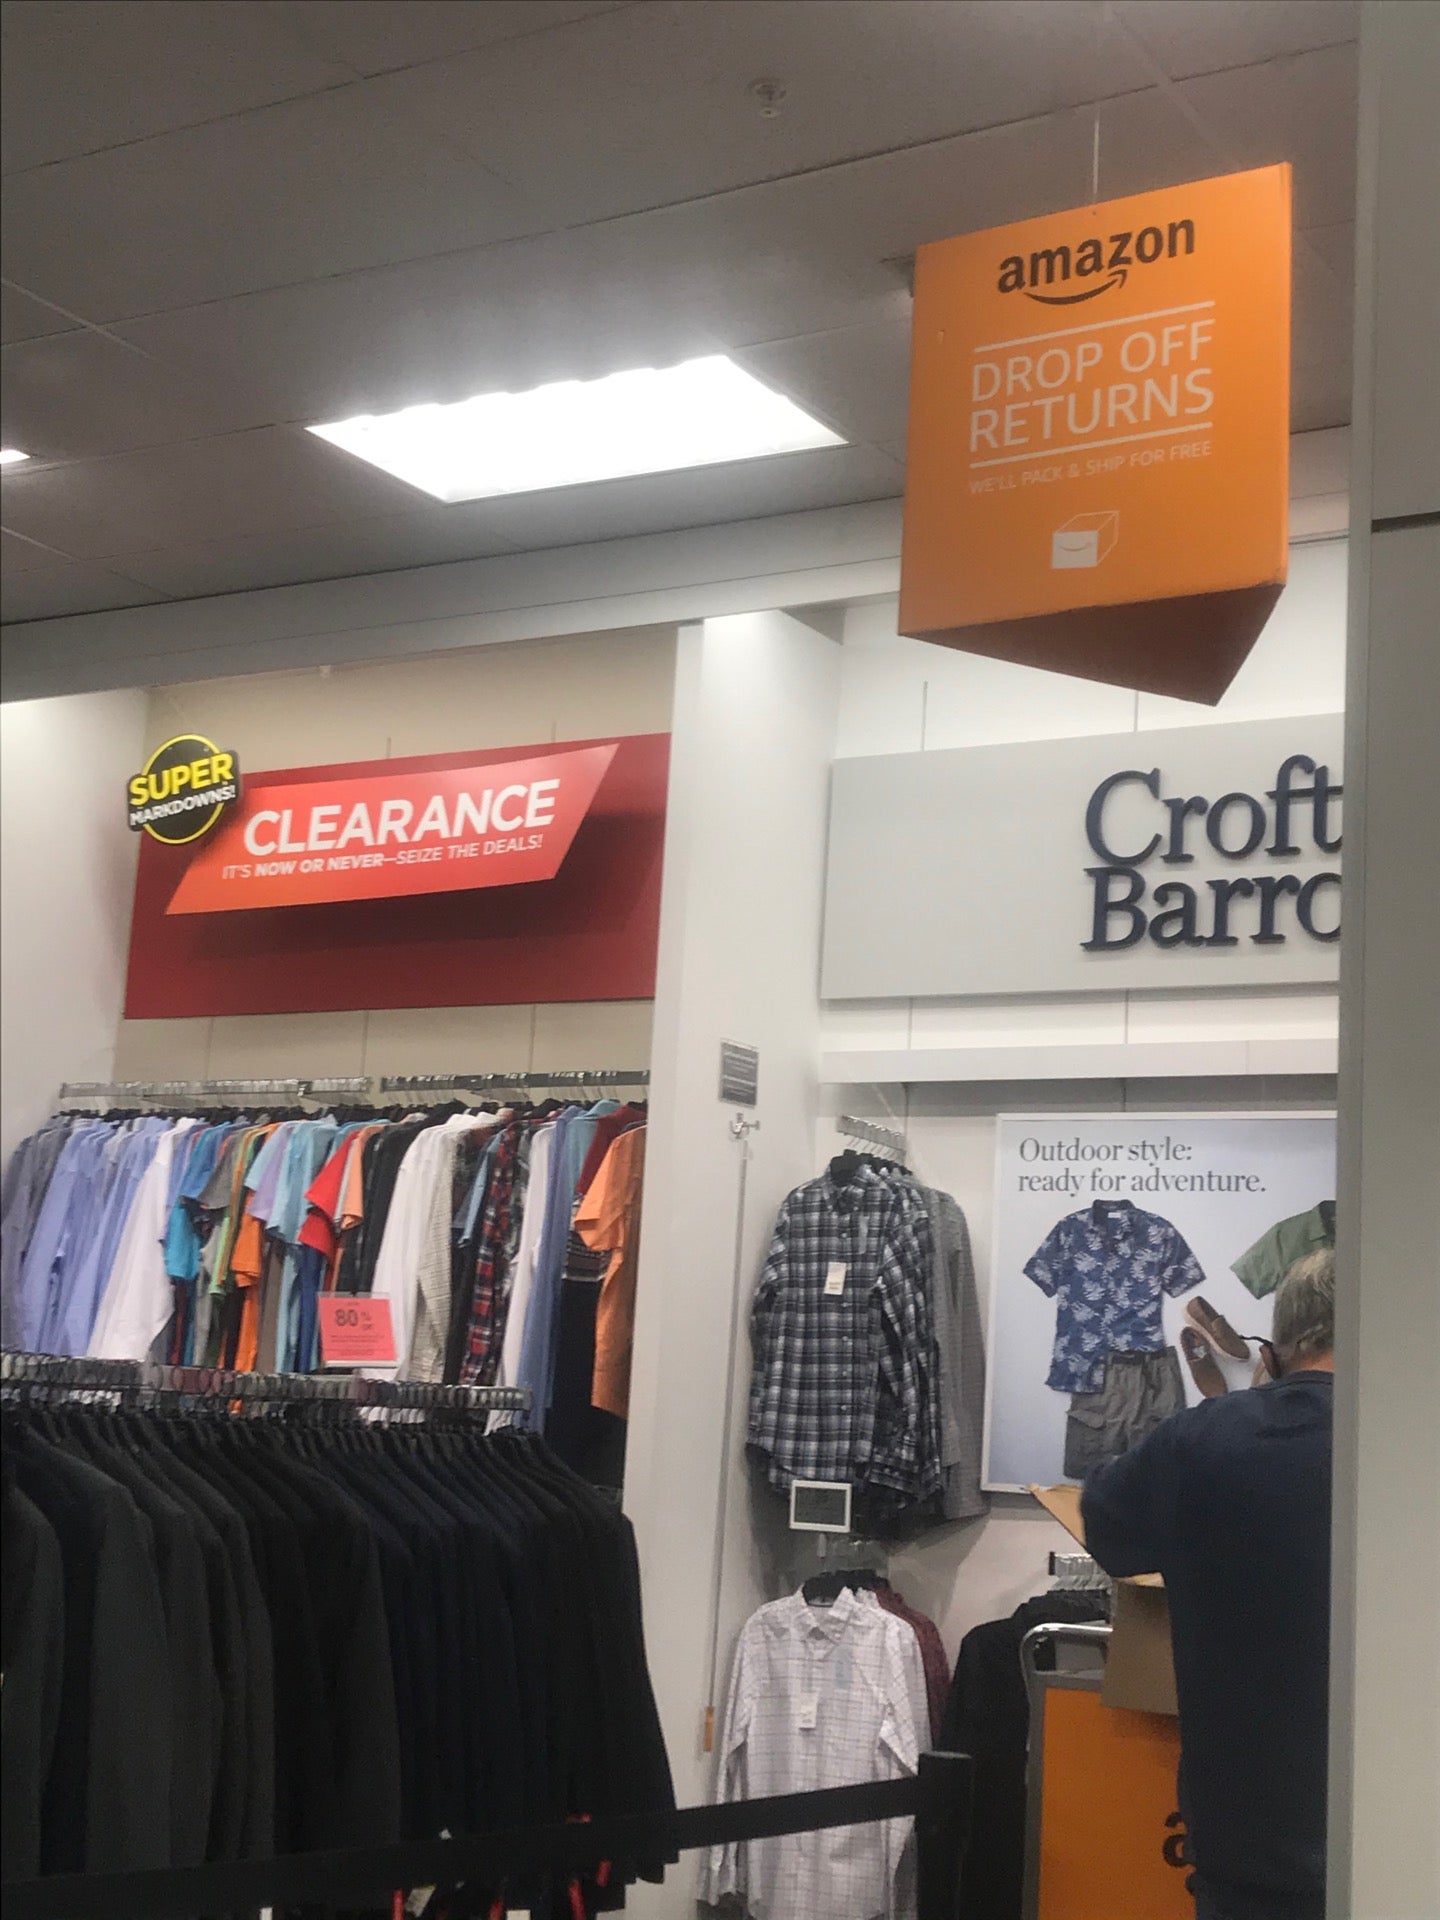 amazon
DROP OFF
RETURNS
WE'LL PACK & SHIP FOR FREE
SUPER
MARKDOWNS!
CLEARANCE
IT'S NOW OR NEVER—SEIZE THE DEALS!
Croft
Barro
Outdoor style:
ready for adventure.
80%
a